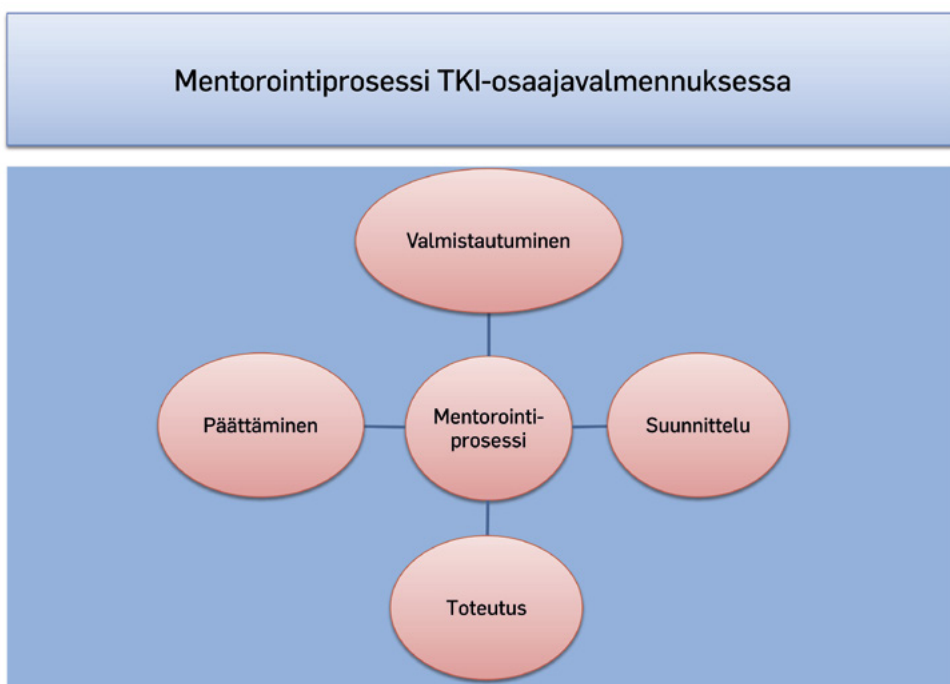 Mentorointiprosessi TKI-osaajavalmennuksessa
Valmistautuminen
Päättäminen
Mentorointi-
prosessi
Suunnittelu
Toteutus